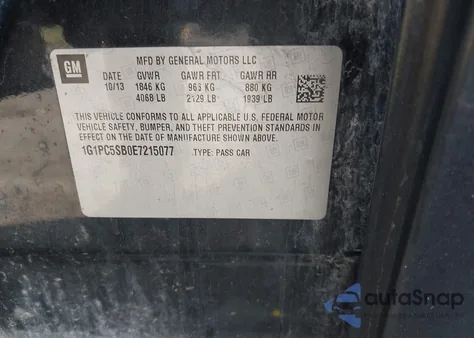 GM
MFD BY GENERAL MOTORS LLC
DATE GVWR GAWR FRT GAWR RR
10/13 1846 KG 963 KG 880 KG
4068 LB 2129 LB 1939 LB
THIS VEHICLE CONFORMS TO ALL APPLICABLE U.S. FEDERAL MOTOR
VEHICLE SAFETY, BUMPER, AND THEFT PREVENTION STANDARDS IN
EFFECT ON THE DATE OF MANUFACTURE SHOWN ABOVE.
1G1PC5SB0E7215077 TYPE: PASS CAR
autoSnap